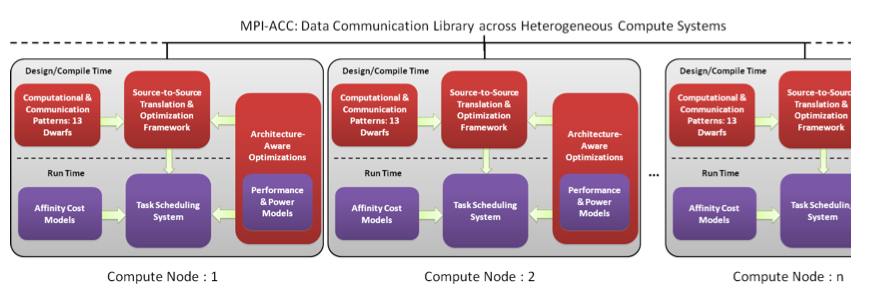 MPI-ACC: Data Communication Library across Heterogeneous Compute Systems
Design/Compile Time
Computational &
Communication
Patterns: 13
Dwarfs
Source-to-Source
Translation &
Optimization
Framework
Architecture-
Aware
Optimizations
Run Time
Affinity Cost
Models
Task Scheduling
System
Performance
& Power
Models
Compute Node : 1
Design/Compile Time
Computational &
Communication
Patterns: 13
Dwarfs
Source-to-Source
Translation &
Optimization
Framework
Architecture-
Aware
Optimizations
Run Time
Affinity Cost
Models
Task Scheduling
System
Performance
& Power
Models
Compute Node : 2
...
Design/Compile Time
Computational &
Communication
Patterns: 13
Dwarfs
Source-to-Sourc
Translation &
Optimization
Framework
Run Time
Affinity Cost
Models
Task Schedulin
System
Compute Node : n